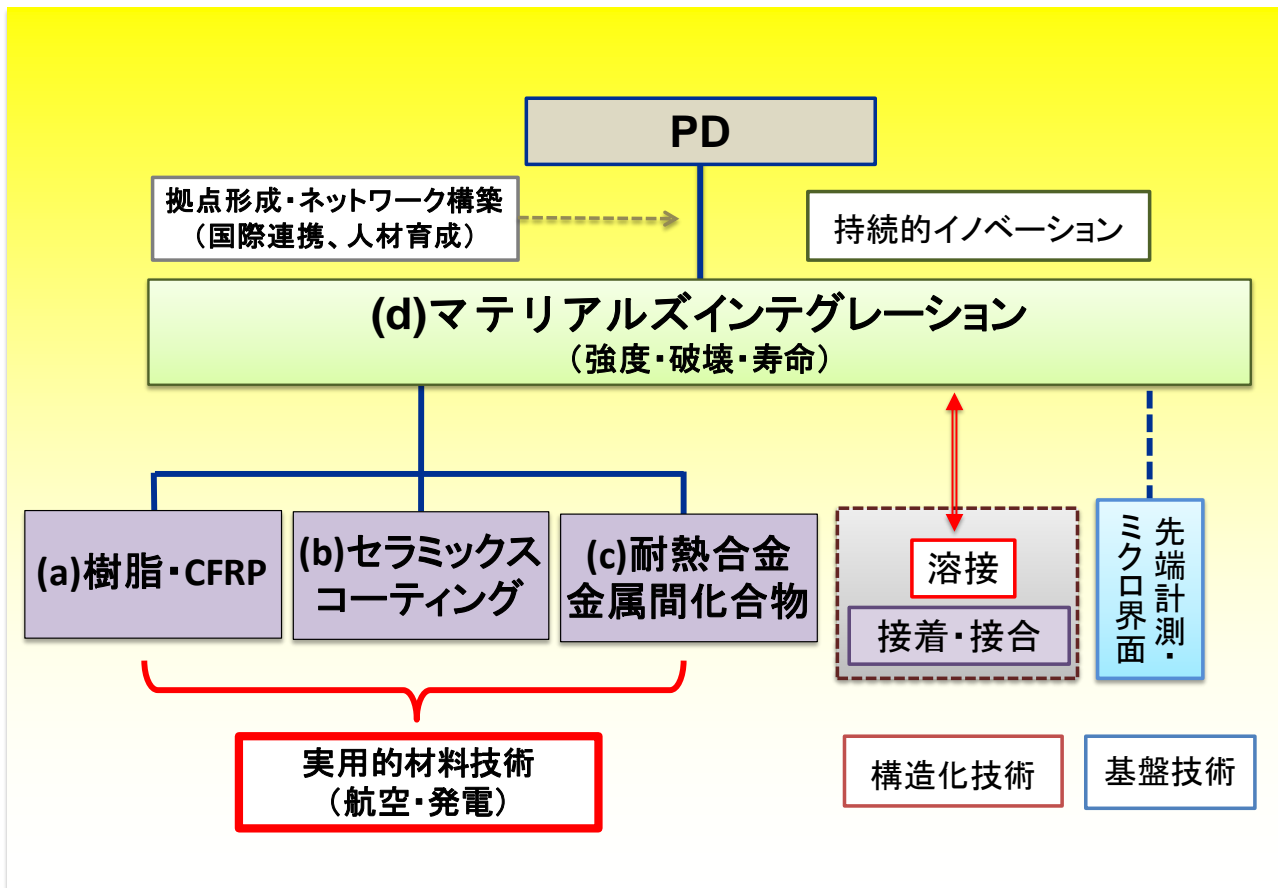 PD
拠点形成・ネットワーク構築
（国際連携、人材育成）
持続的イノベーション
(d)マテリアルズインテグレーション
（強度・破壊・寿命）
(a)樹脂・CFRP
(b)セラミックス
コーティング
(c)耐熱合金
金属間化合物
溶接
接着・接合
先端計測・
ミクロ界面
実用的材料技術
（航空・発電）
構造化技術
基盤技術